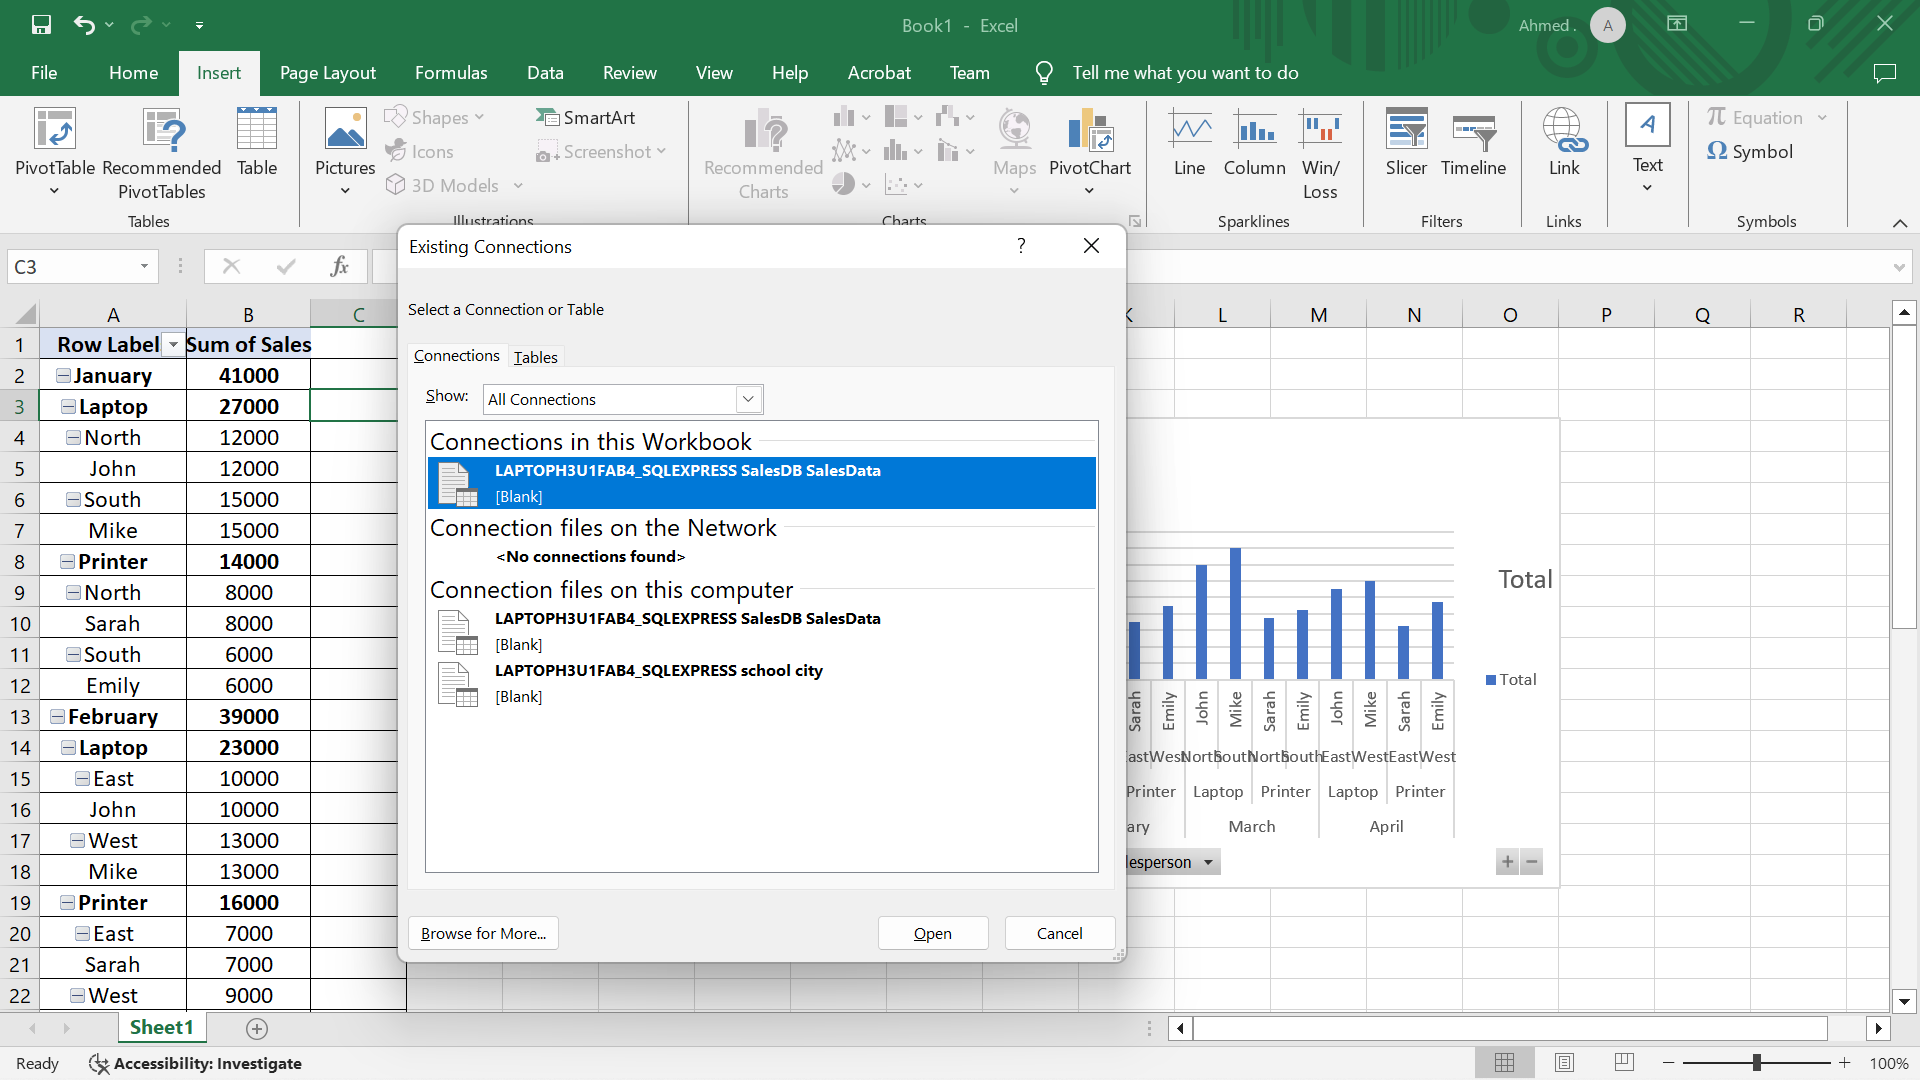 Book1 - Excel
Ahmed .
A
File
Home
Insert
Page Layout
Formulas
Data
Review
View
Help
Acrobat
Team
Tell me what you want to do
PivotTable
Recommended
PivotTables
Table
Tables
Pictures
Shapes
Icons
3D Models
SmartArt
Screenshot
Illustrations
Recommended
Charts
Maps
PivotChart
Charts
Line
Column
Win/
Loss
Sparklines
Slicer
Timeline
Filters
Link
Links
Text
Equation
Symbol
Symbols
C3
fx
Existing Connections
?
Select a Connection or Table
Connections
Tables
Show:
All Connections
Connections in this Workbook
LAPTOPH3U1FAB4_SQLEXPRESS SalesDB SalesData
[Blank]
Connection files on the Network
<No connections found>
Connection files on this computer
LAPTOPH3U1FAB4_SQLEXPRESS SalesDB SalesData
[Blank]
LAPTOPH3U1FAB4_SQLEXPRESS school city
[Blank]
Browse for More...
Open
Cancel
A B C K L M N O P Q R
1 Row Label Sum of Sales
2 January 41000
3 Laptop 27000
4 North 12000
5 John 12000
6 South 15000
7 Mike 15000
8 Printer 14000
9 North 8000
10 Sarah 8000
11 South 6000
12 Emily 6000
13 February 39000
14 Laptop 23000
15 East 10000
16 John 10000
17 West 13000
18 Mike 13000
19 Printer 16000
20 East 7000
21 Sarah 7000
22 West 9000
Total
Total
Sarah Emily John Mike Sarah Emily John Mike Sarah Emily
ast West North South North South East West East West
Printer Laptop Printer Laptop Printer
ary March April
lesperson
Sheet1
Ready
Accessibility: Investigate
100%